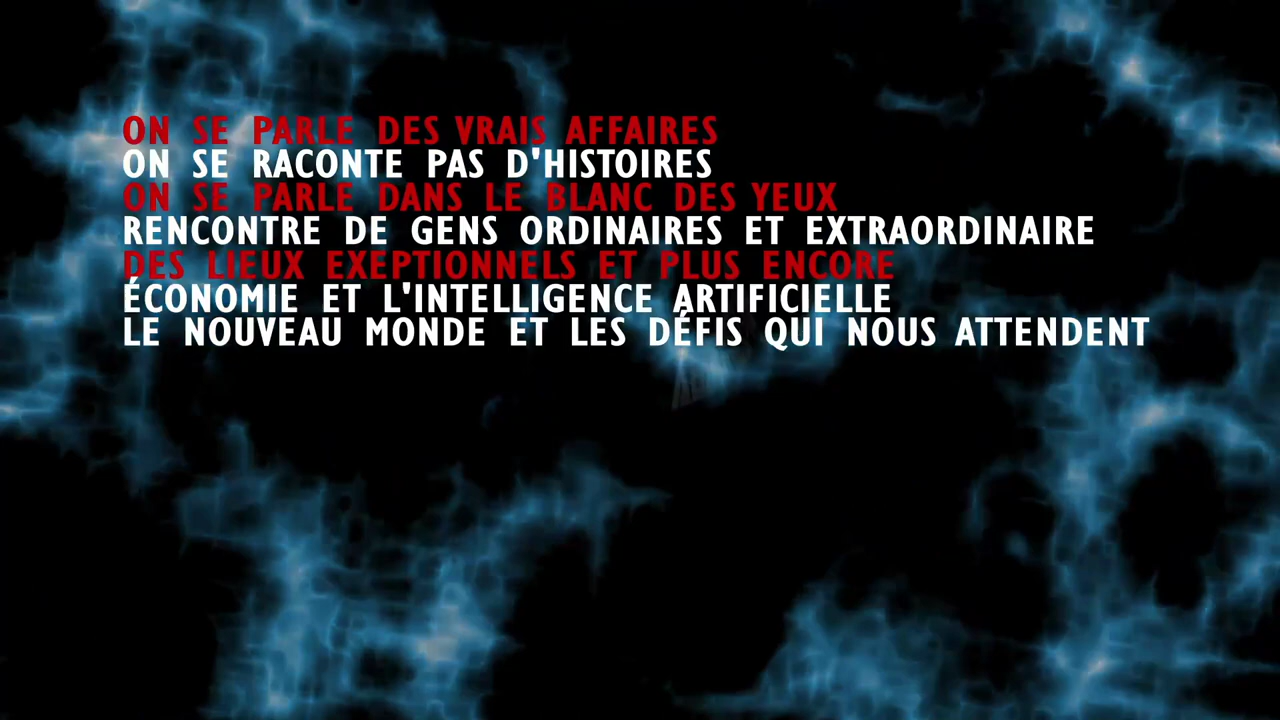 ON SE PARLE DES VRAIS AFFAIRES
ON SE RACONTE PAS D'HISTOIRES
ON SE PARLE DANS LE BLANC DES YEUX
RENCONTRE DE GENS ORDINAIRES ET EXTRAORDINAIRE
DES LIEUX EXEPTIONNELS ET PLUS ENCORE
ÉCONOMIE ET L'INTELLIGENCE ARTIFICIELLE
LE NOUVEAU MONDE ET LES DÉFIS QUI NOUS ATTENDENT